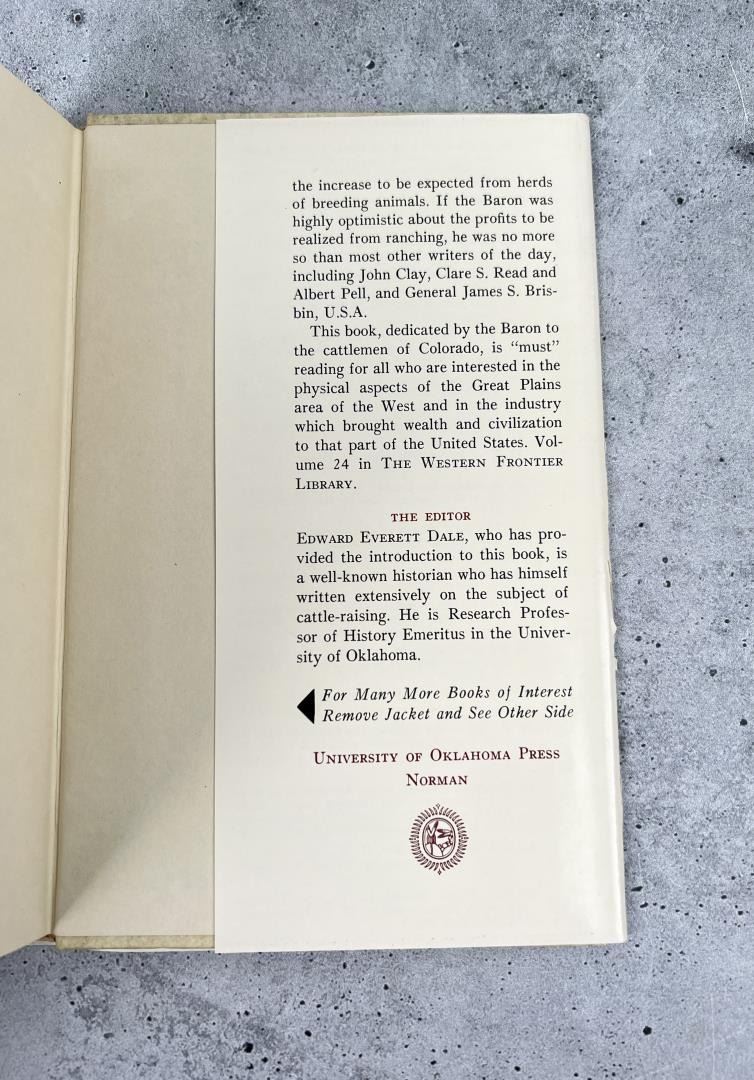 the increase to be expected from herds
of breeding animals. If the Baron was
highly optimistic about the profits to be
realized from ranching, he was no more
so than most other writers of the day,
including John Clay, Clare S. Read and
Albert Pell, and General James S. Bris-
bin, U.S.A.
This book, dedicated by the Baron to
the cattlemen of Colorado, is “must”
reading for all who are interested in the
physical aspects of the Great Plains
area of the West and in the industry
which brought wealth and civilization
to that part of the United States. Vol-
ume 24 in THE WESTERN FRONTIER
LIBRARY.
THE EDITOR
EDWARD EVERETT DALE, who has pro-
vided the introduction to this book, is
a well-known historian who has himself
written extensively on the subject of
cattle-raising. He is Research Profes-
sor of History Emeritus in the Univer-
sity of Oklahoma.
For Many More Books of Interest
Remove Jacket and See Other Side
UNIVERSITY OF OKLAHOMA PRESS
NORMAN